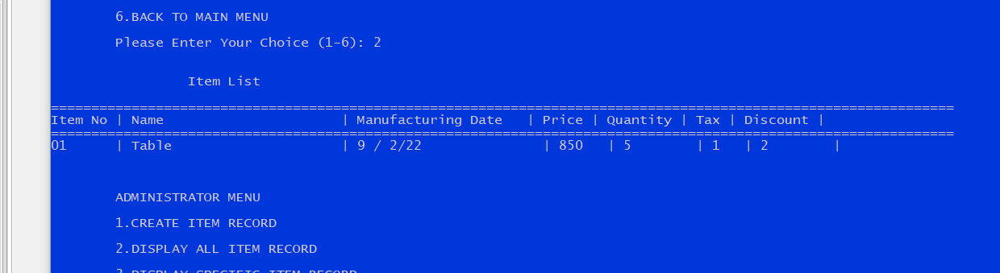 6.BACK TO MAIN MENU
Please Enter Your Choice (1-6): 2
Item List
================================================================================================================
Item No | Name                      | Manufacturing Date   | Price | Quantity | Tax | Discount |
================================================================================================================
01      | Table                     | 9 / 2/22               | 850   | 5        | 1   | 2        |
ADMINISTRATOR MENU
1.CREATE ITEM RECORD
2.DISPLAY ALL ITEM RECORD
3.DISPLAY SPECIFIC ITEM RECORD